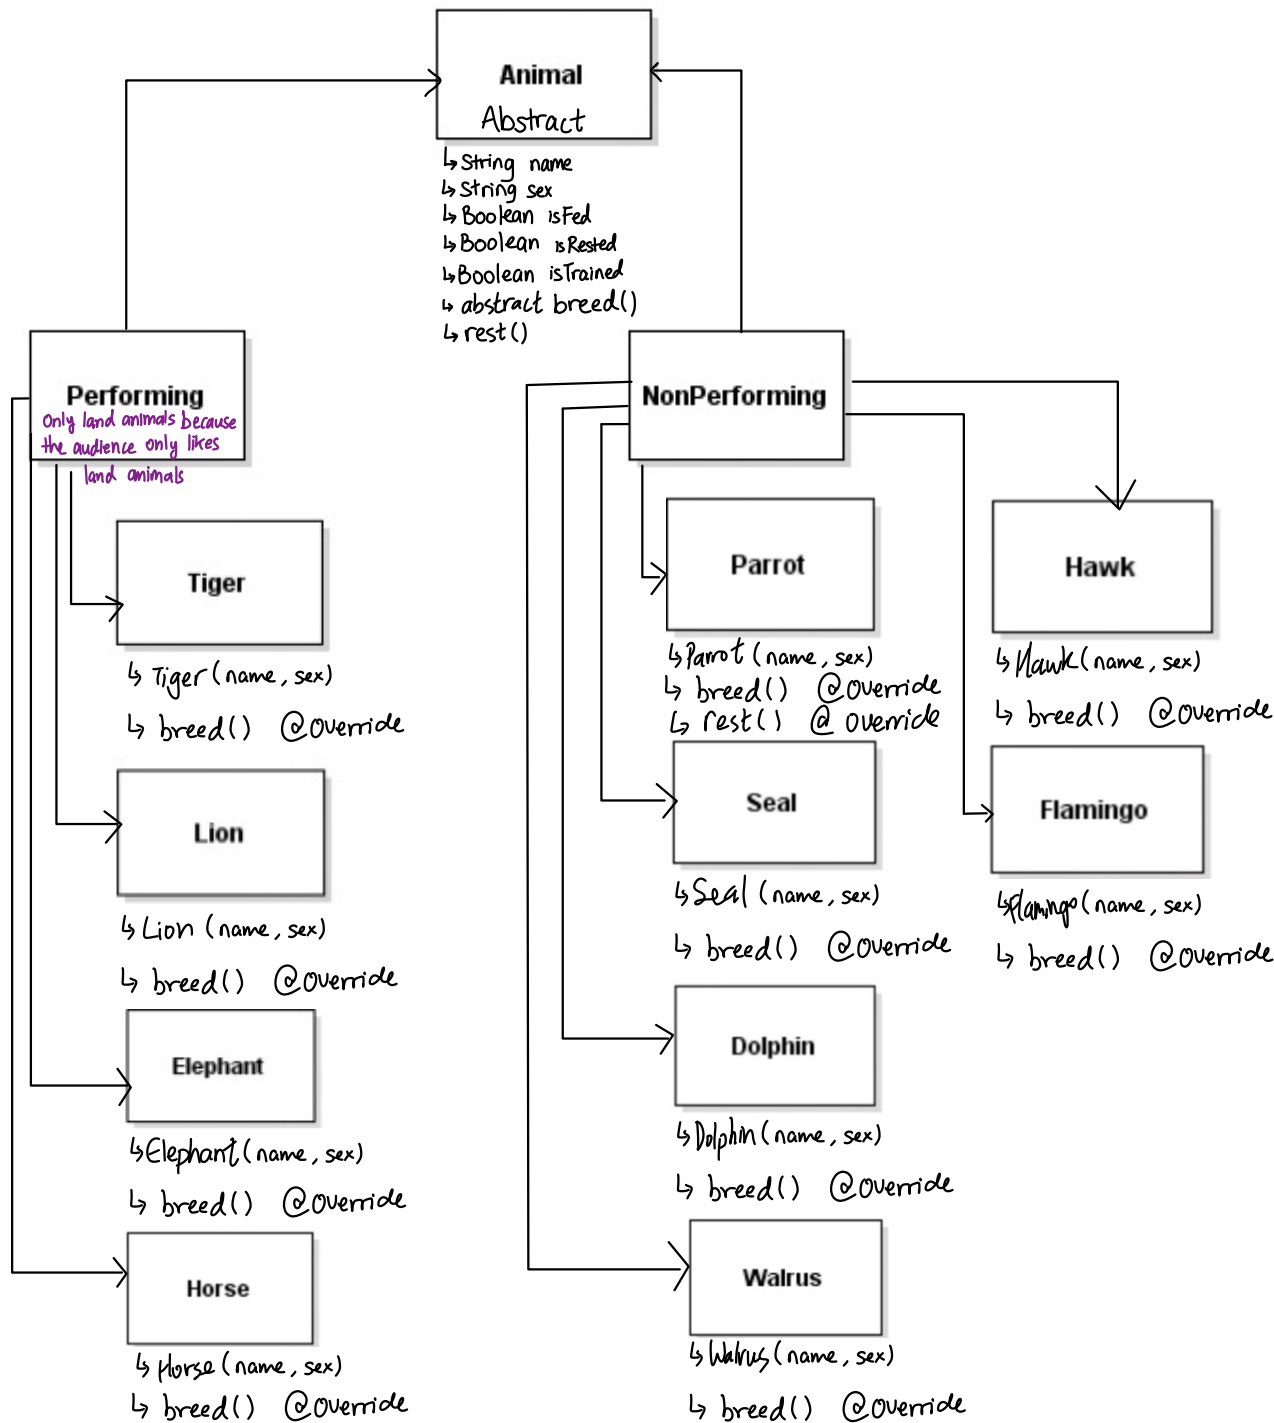 Animal
Abstract
↳ String name
↳ String sex
↳ Boolean isFed
↳ Boolean isRested
↳ Boolean isTrained
↳ abstract breed()
↳ rest()
Performing
Only land animals because
the audience only likes
land animals
Tiger
↳ Tiger (name, sex)
↳ breed() @Override
Lion
↳ Lion (name, sex)
↳ breed() @Override
Elephant
↳ Elephant (name, sex)
↳ breed() @Override
Horse
↳ Horse (name, sex)
↳ breed() @Override
NonPerforming
Parrot
↳ Parrot (name, sex)
↳ breed() @Override
↳ rest() @ override
Seal
↳ Seal (name, sex)
↳ breed() @Override
Dolphin
↳ Dolphin (name, sex)
↳ breed() @Override
Walrus
↳ Walrus (name, sex)
↳ breed() @Override
Hawk
↳ Hawk (name, sex)
↳ breed() @Override
Flamingo
↳ Flamingo (name, sex)
↳ breed() @Override